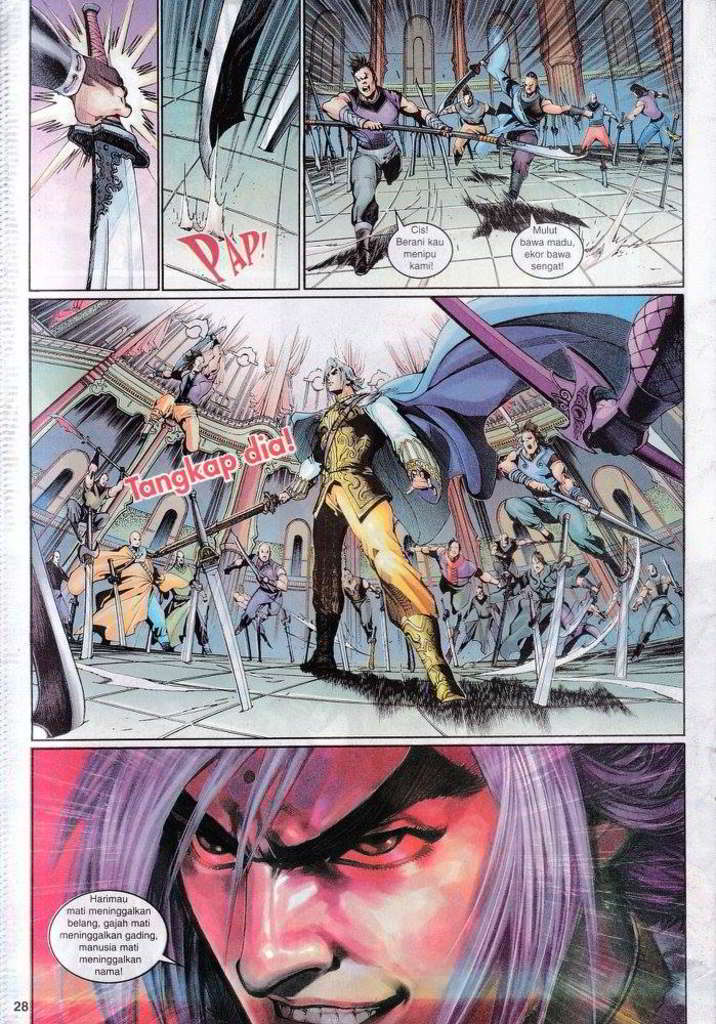 PAP!
Cis!
Berani kau
menipu
kami!
Mulut
bawa madu,
ekor bawa
sengat!
Tangkap dia!
Harimau
mati meninggalkan
belang, gajah mati
meninggalkan gading,
manusia mati
meninggalkan
nama!
28